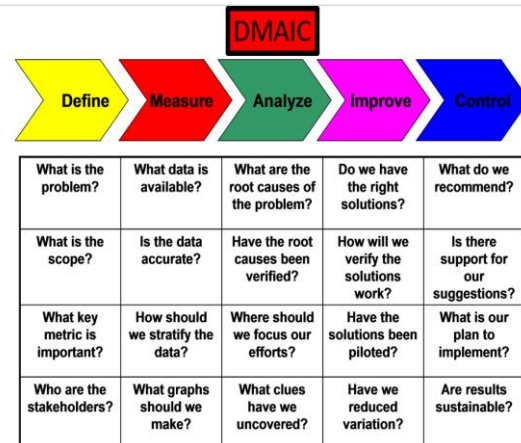 DMAIC
Define
Measure
Analyze
Improve
Control
What is the
problem?
What data is
available?
What are the
root causes of
the problem?
Do we have
the right
solutions?
What do we
recommend?
What is the
scope?
Is the data
accurate?
Have the root
causes been
verified?
How will we
verify the
solutions
work?
Is there
support for
our
suggestions?
What key
metric is
important?
How should
we stratify the
data?
Where should
we focus our
efforts?
Have the
solutions been
piloted?
What is our
plan to
implement?
Who are the
stakeholders?
What graphs
should we
make?
What clues
have we
uncovered?
Have we
reduced
variation?
Are results
sustainable?